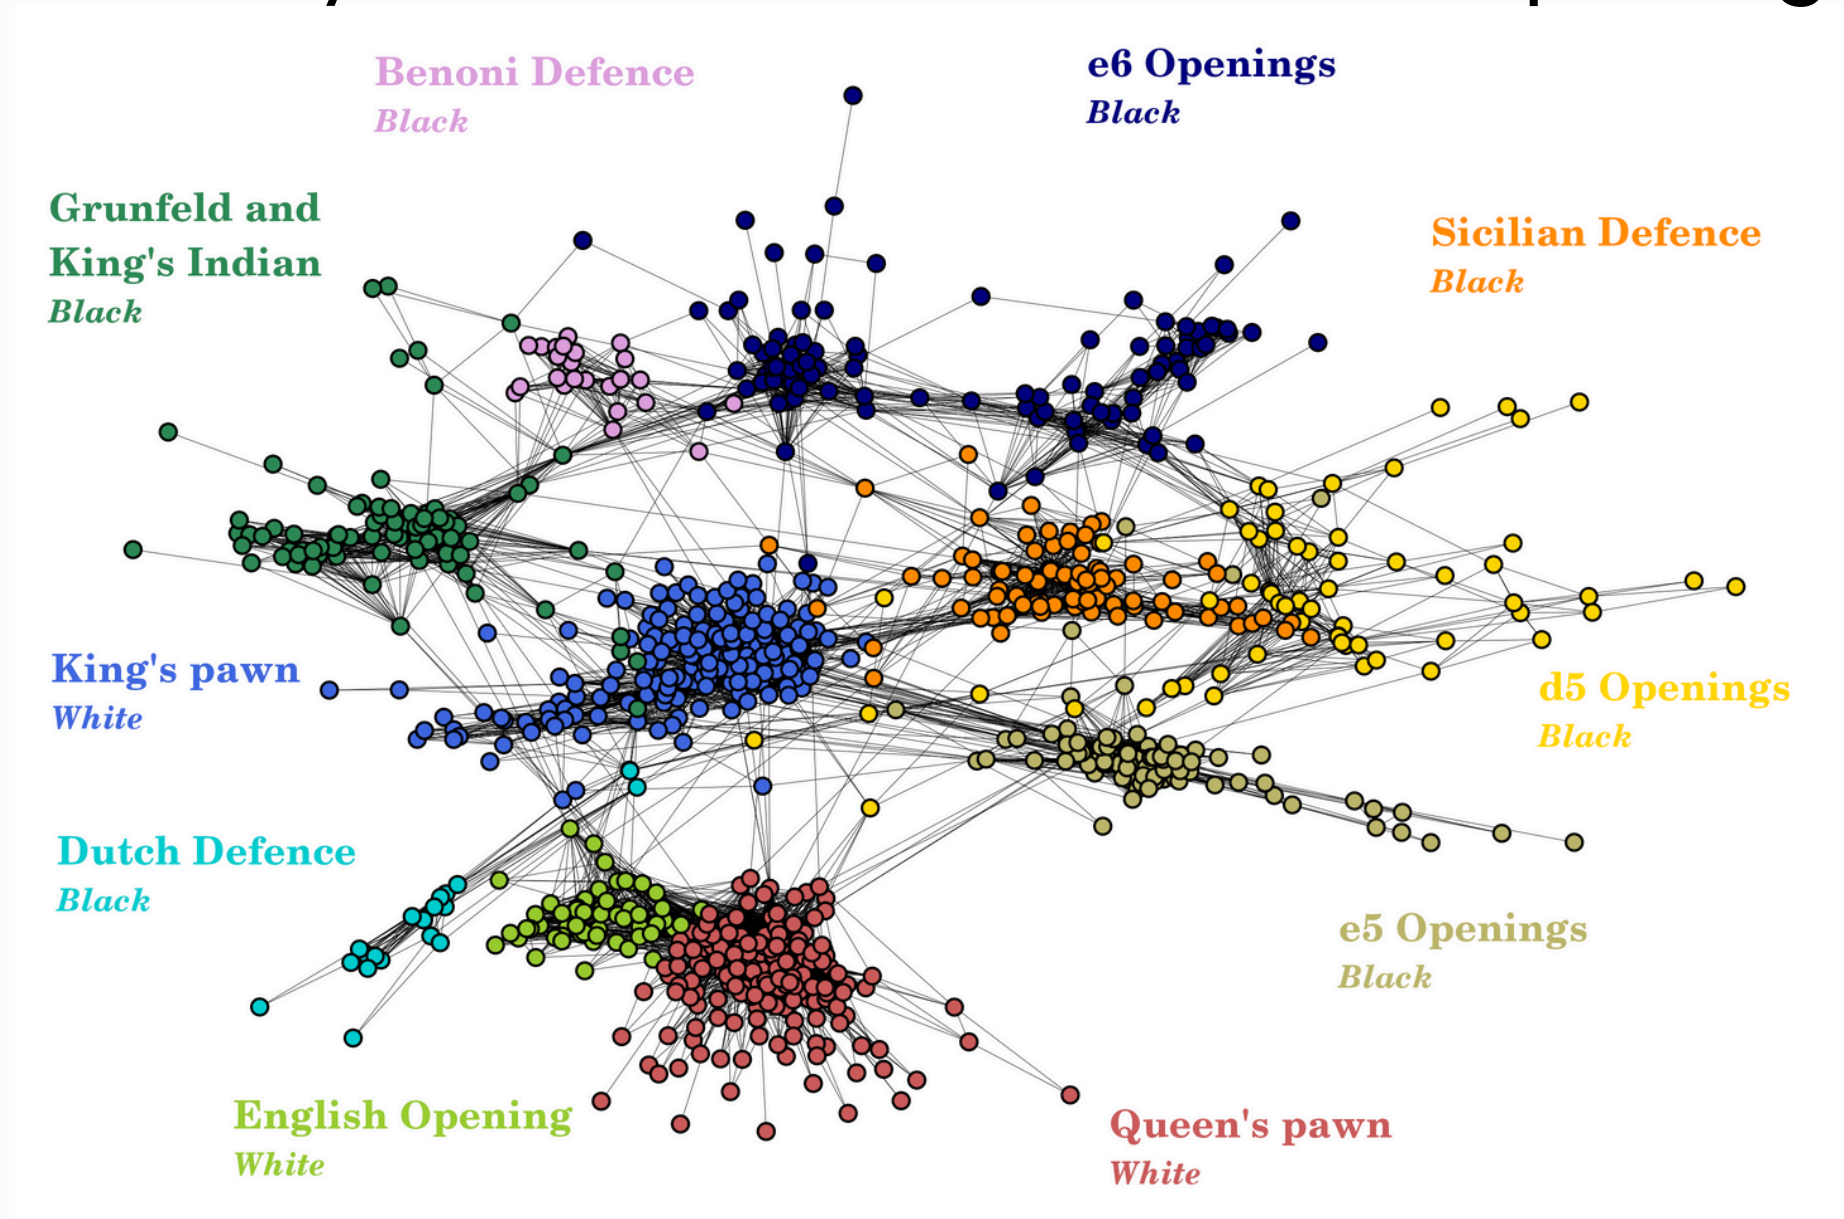 Benoni Defence
Black
e6 Openings
Black
Grunfeld and
King's Indian
Black
Sicilian Defence
Black
King's pawn
White
d5 Openings
Black
Dutch Defence
Black
e5 Openings
Black
English Opening
White
Queen's pawn
White